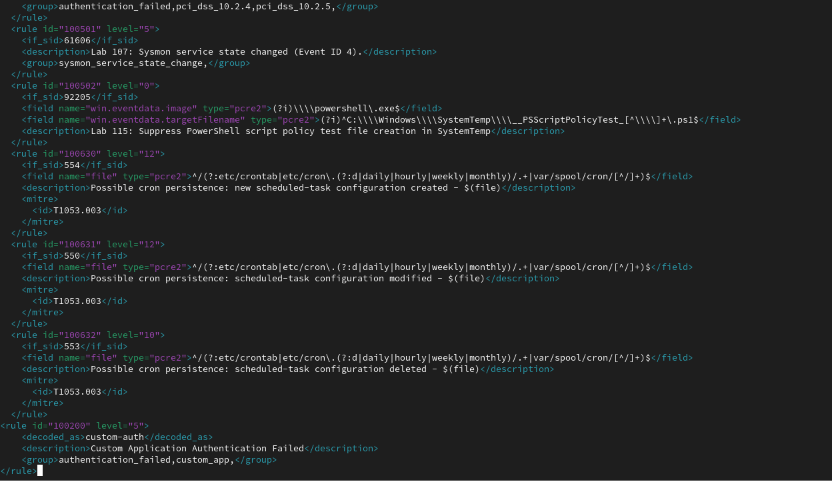 <group>authentication_failed,pci_dss_10.2.4,pci_dss_10.2.5,</group>
</rule>
<rule id="100501" level="5">
<if_sid>61606</if_sid>
<description>Lab 107: Sysmon service state changed (Event ID 4).</description>
<group>sysmon_service_state_change,</group>
</rule>
<rule id="100502" level="0">
<if_sid>92205</if_sid>
<field name="win.eventdata.image" type="pcre2">(?i)\\\\powershell\.exe$</field>
<field name="win.eventdata.targetFilename" type="pcre2">(?i)^C:\\\\Windows\\\\SystemTemp\\\\__PSScriptPolicyTest_[^\\\\]+\.ps1$</field>
<description>Lab 115: Suppress PowerShell script policy test file creation in SystemTemp</description>
</rule>
<rule id="100630" level="12">
<if_sid>554</if_sid>
<field name="file" type="pcre2">^/(?:etc/crontab|etc/cron\.(?:d|daily|hourly|weekly|monthly)/.+|var/spool/cron/[^/]+)$</field>
<description>Possible cron persistence: new scheduled-task configuration created - $(file)</description>
<mitre>
<id>T1053.003</id>
</mitre>
</rule>
<rule id="100631" level="12">
<if_sid>550</if_sid>
<field name="file" type="pcre2">^/(?:etc/crontab|etc/cron\.(?:d|daily|hourly|weekly|monthly)/.+|var/spool/cron/[^/]+)$</field>
<description>Possible cron persistence: scheduled-task configuration modified - $(file)</description>
<mitre>
<id>T1053.003</id>
</mitre>
</rule>
<rule id="100632" level="10">
<if_sid>553</if_sid>
<field name="file" type="pcre2">^/(?:etc/crontab|etc/cron\.(?:d|daily|hourly|weekly|monthly)/.+|var/spool/cron/[^/]+)$</field>
<description>Possible cron persistence: scheduled-task configuration deleted - $(file)</description>
<mitre>
<id>T1053.003</id>
</mitre>
</rule>
<rule id="100200" level="5">
<decoded_as>custom-auth</decoded_as>
<description>Custom Application Authentication Failed</description>
<group>authentication_failed,custom_app,</group>
</rule>